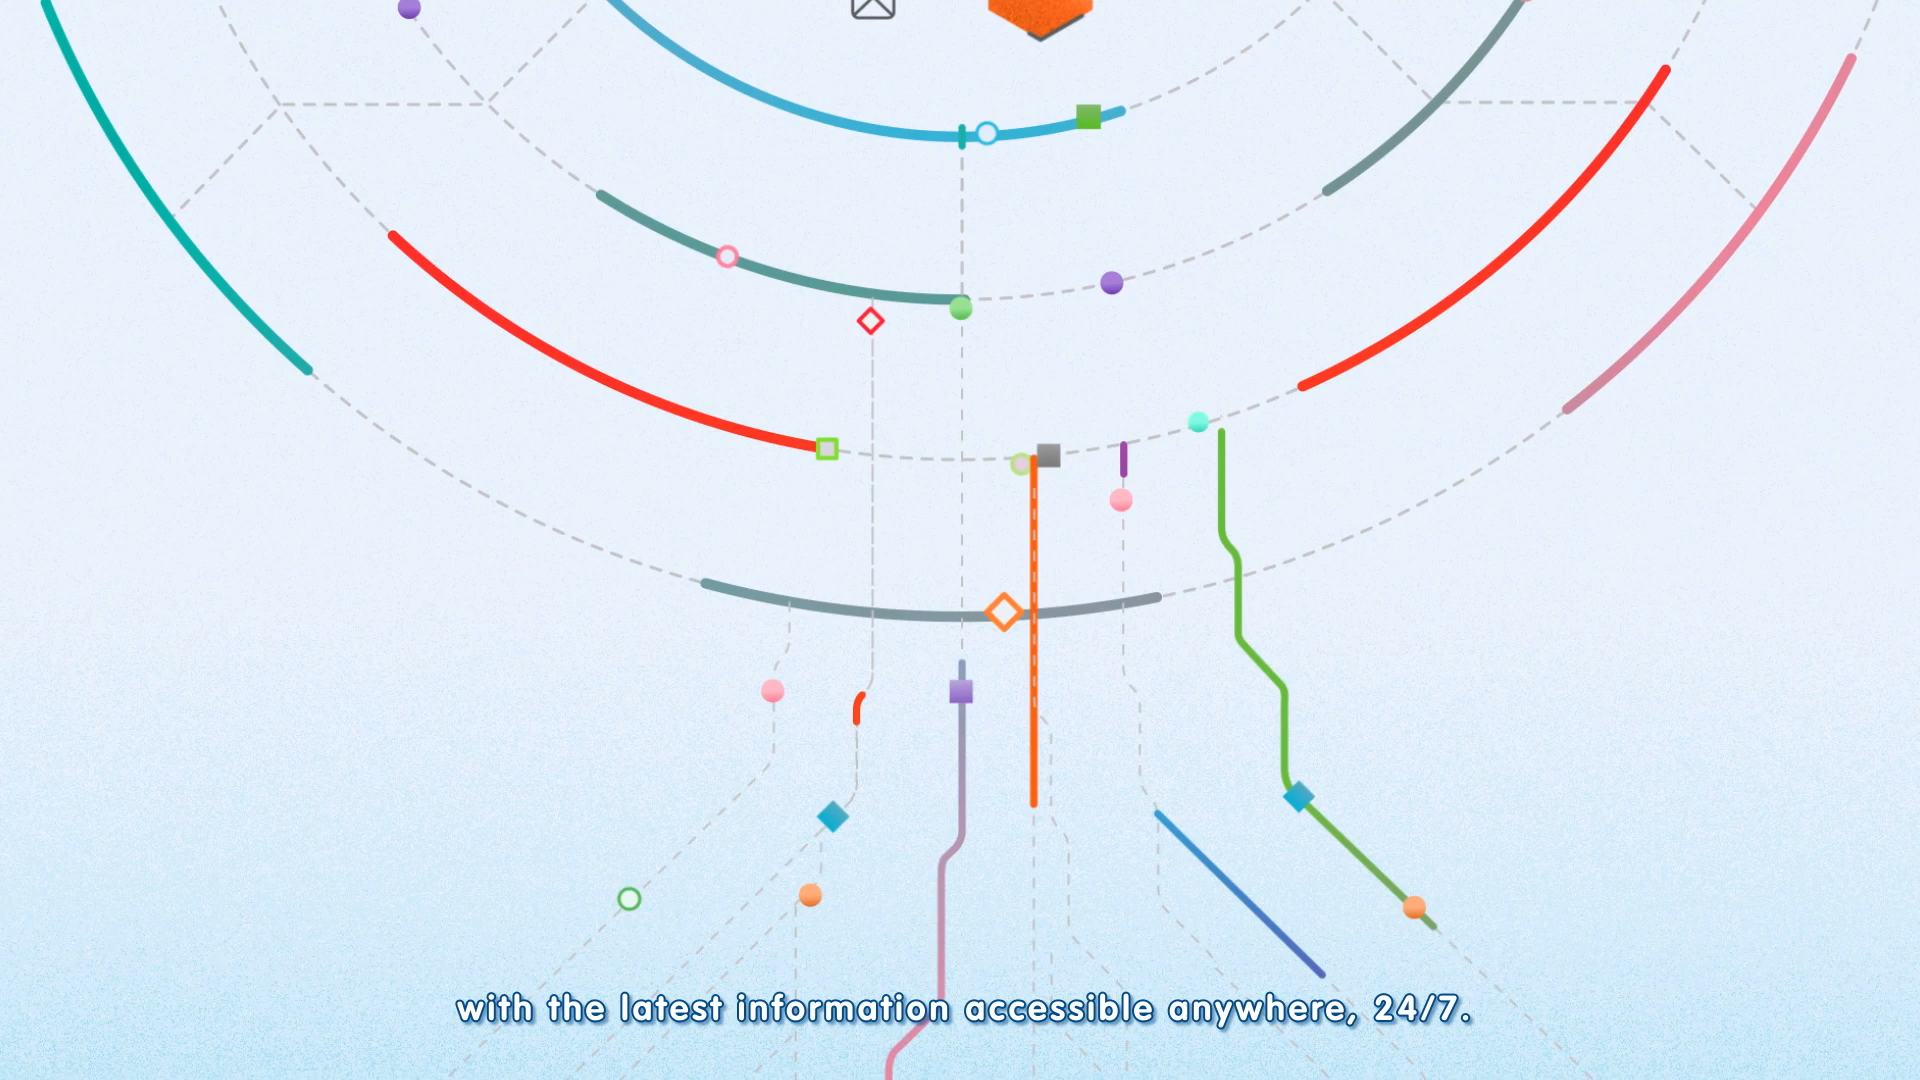 with the latest information accessible anywhere, 24/7.